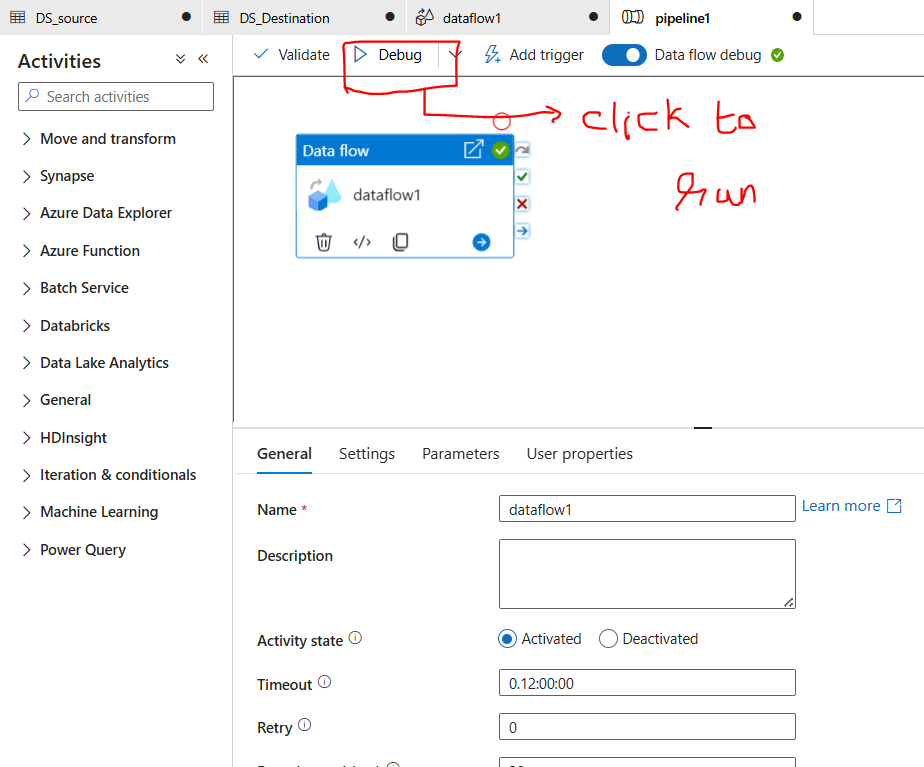 DS_source
DS_Destination
dataflow1
pipeline1
Activities
Search activities
Move and transform
Synapse
Azure Data Explorer
Azure Function
Batch Service
Databricks
Data Lake Analytics
General
HDInsight
Iteration & conditionals
Machine Learning
Power Query
Validate
Debug
Add trigger
Data flow debug
click to
run
Data flow
dataflow1
General
Settings
Parameters
User properties
Name *
dataflow1
Learn more
Description
Activity state
Activated
Deactivated
Timeout
0.12:00:00
Retry
0